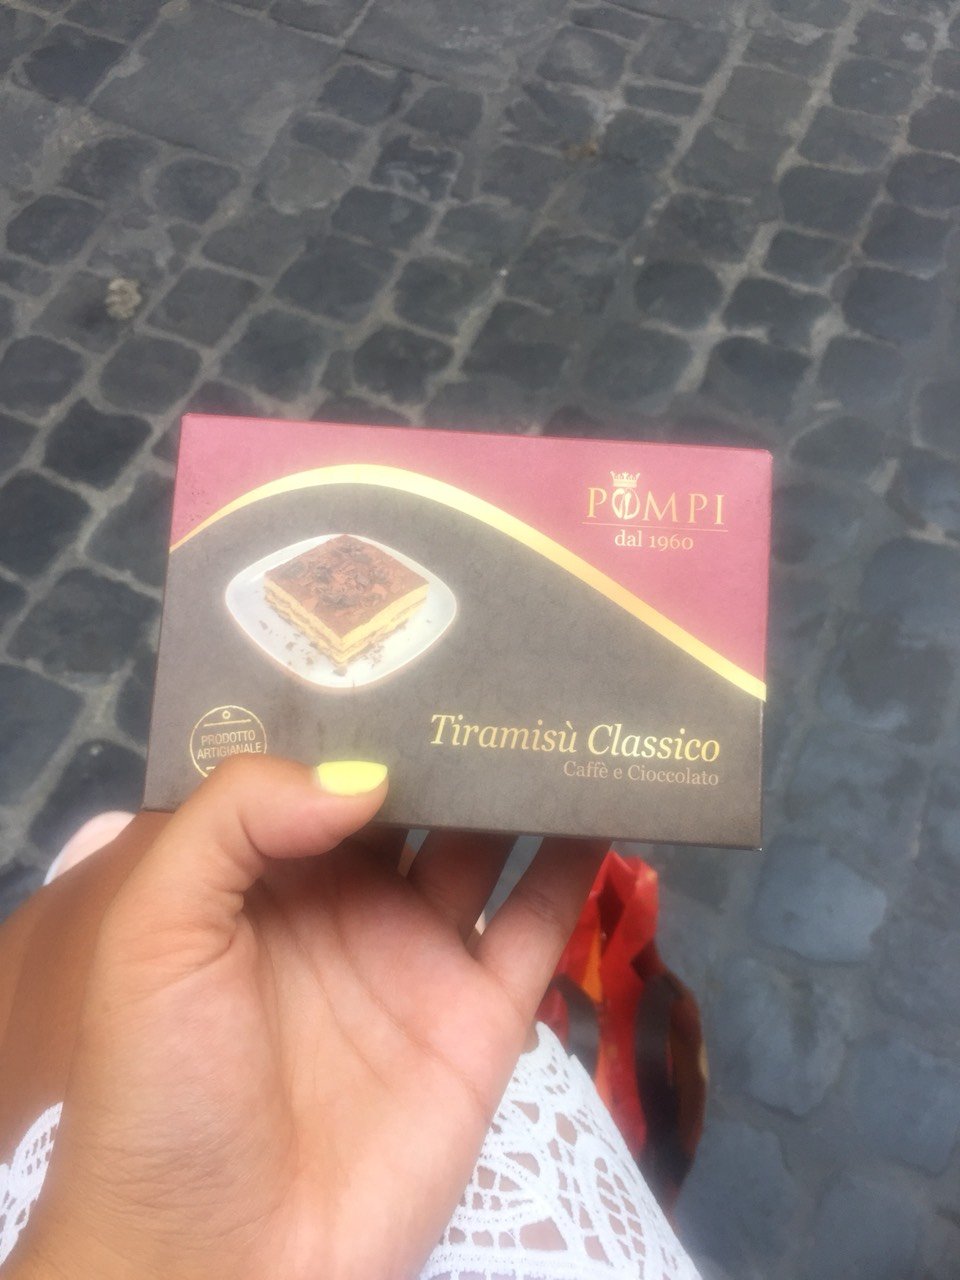 POMPI
dal 1960
Tiramisù Classico
Caffè e Cioccolato
PRODOTTO
ARTIGIANALE